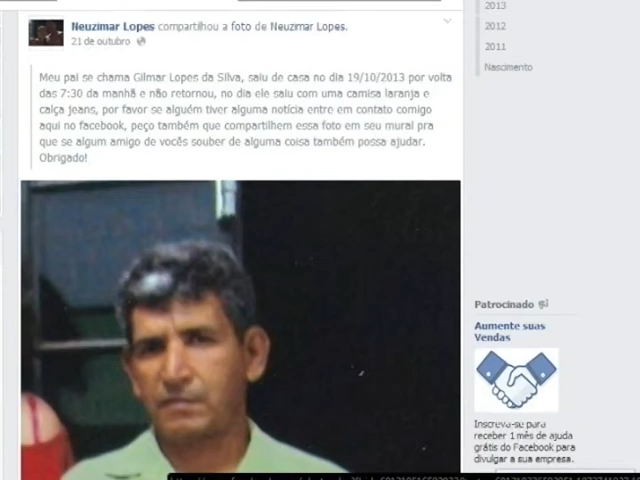 Neuzimar Lopes compartilhou a foto de Neuzimar Lopes.
21 de outubro
Meu pai se chama Gilmar Lopes da Silva, saiu de casa no dia 19/10/2013 por volta
das 7:30 da manhã e não retornou, no dia ele saiu com uma camisa laranja e
calça jeans, por favor se alguém tiver alguma notícia entre em contato comigo
aqui no facebook, peço também que compartilhem essa foto em seu mural pra
que se algum amigo de vocês souber de alguma coisa também possa ajudar.
Obrigado!
2013
2012
2011
Nascimento
Patrocinado
Aumente suas
Vendas
Inscreva-se para
receber 1 mês de ajuda
grátis do Facebook para
divulgar a sua empresa.